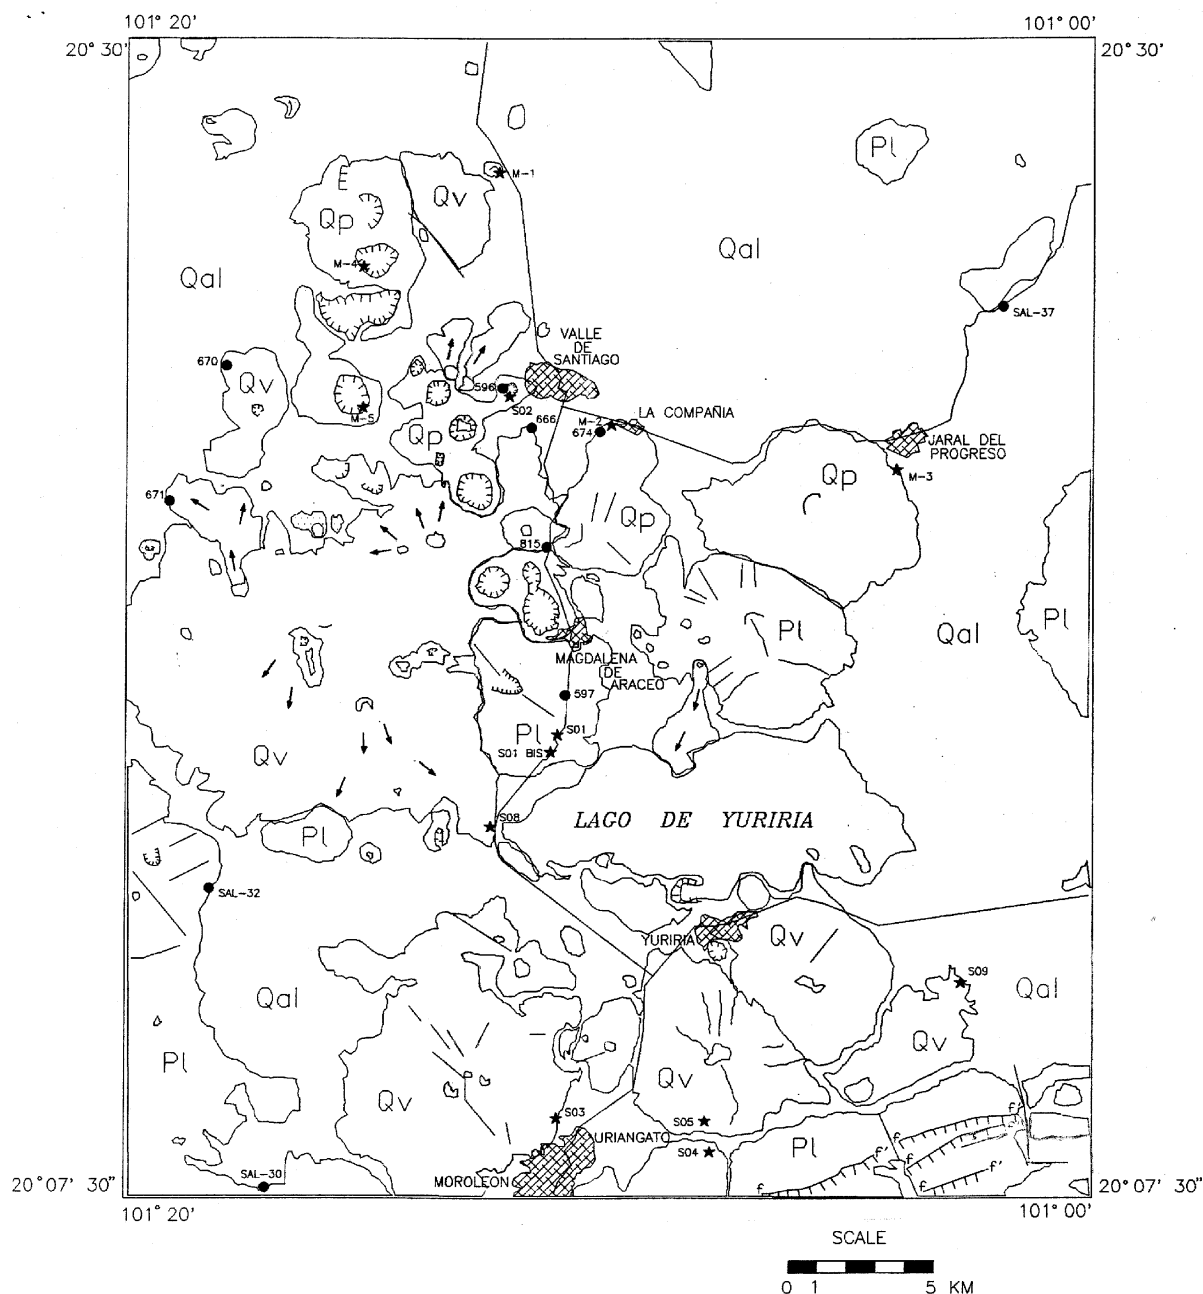 101° 20'
101° 00'
20° 30'
20° 30'
Pl
M-1
E
Qv
Qp
Qal
M-4
Qal
SAL-37
VALLE
DE
SANTIAGO
670
Qv
596
S02
M-5
LA COMPAÑIA
M-2
666
674
Qp
JARAL DEL
PROGRESO
Qp
M-3
671
Qp
815
Pl
Qal
Pl
MAGDALENA
DE
ARACEO
597
Pl
S01
S01 BIS
Qv
S08
LAGO DE YURIRIA
Pl
SAL-32
YURIRIA
Qv
S09
Qal
Qal
Qv
Pl
Qv
Qv
S03
S05
f'
URIANGATO
S04
Pl
f'
f
f
f'
SAL-30
MOROLEON
f
f
20° 07' 30"
20° 07' 30"
101° 20'
101° 00'
SCALE
0 1 5 KM